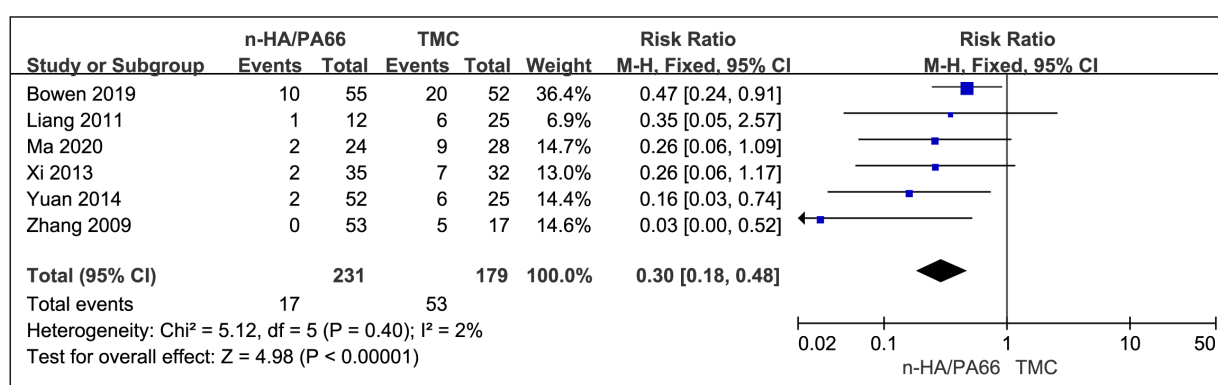 n-HA/PA66 TMC Risk Ratio Risk Ratio
Study or Subgroup Events Total Events Total Weight M-H, Fixed, 95% CI M-H, Fixed, 95% CI
Bowen 2019 10 55 20 52 36.4% 0.47 [0.24, 0.91]
Liang 2011 1 12 6 25 6.9% 0.35 [0.05, 2.57]
Ma 2020 2 24 9 28 14.7% 0.26 [0.06, 1.09]
Xi 2013 2 35 7 32 13.0% 0.26 [0.06, 1.17]
Yuan 2014 2 52 6 25 14.4% 0.16 [0.03, 0.74]
Zhang 2009 0 53 5 17 14.6% 0.03 [0.00, 0.52]
Total (95% CI) 231 179 100.0% 0.30 [0.18, 0.48]
Total events 17 53
Heterogeneity: Chi² = 5.12, df = 5 (P = 0.40); I² = 2%
Test for overall effect: Z = 4.98 (P < 0.00001)
0.02 0.1 1 10 50
n-HA/PA66 TMC